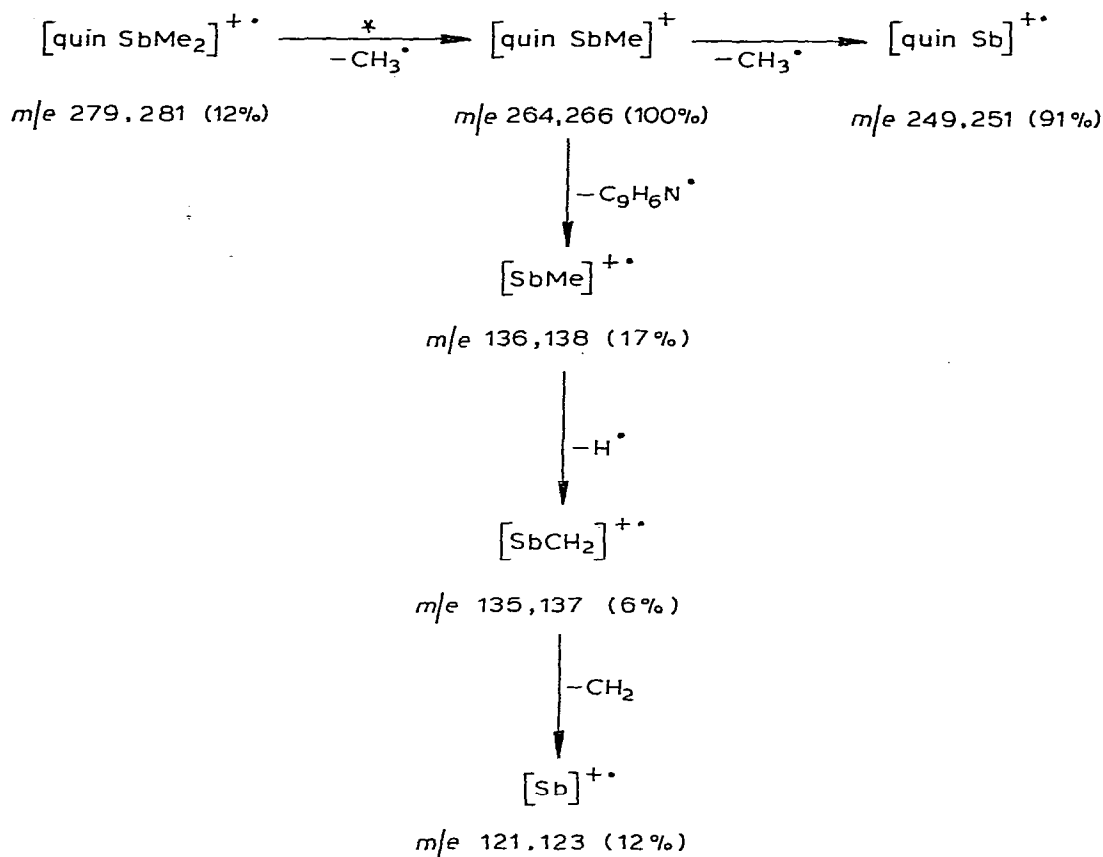 [quin SbMe₂]⁺• * −CH₃• [quin SbMe]⁺ −CH₃• [quin Sb]⁺•
m/e 279,281 (12%) m/e 264,266 (100%) m/e 249,251 (91%)
−C₉H₆N•
[SbMe]⁺•
m/e 136,138 (17%)
−H•
[SbCH₂]⁺•
m/e 135,137 (6%)
−CH₂
[Sb]⁺•
m/e 121,123 (12%)